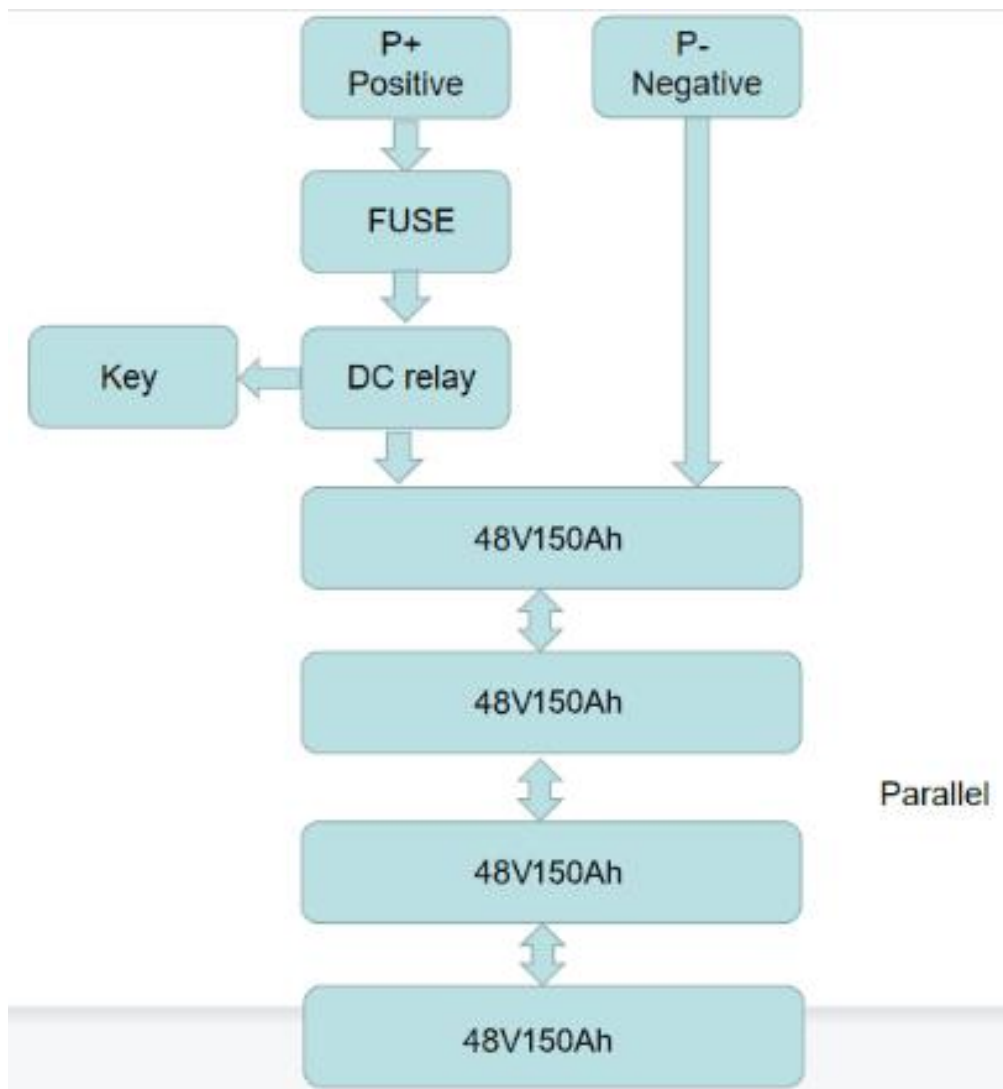 P+
Positive
P-
Negative
FUSE
Key
DC relay
48V150Ah
48V150Ah
Parallel
48V150Ah
48V150Ah